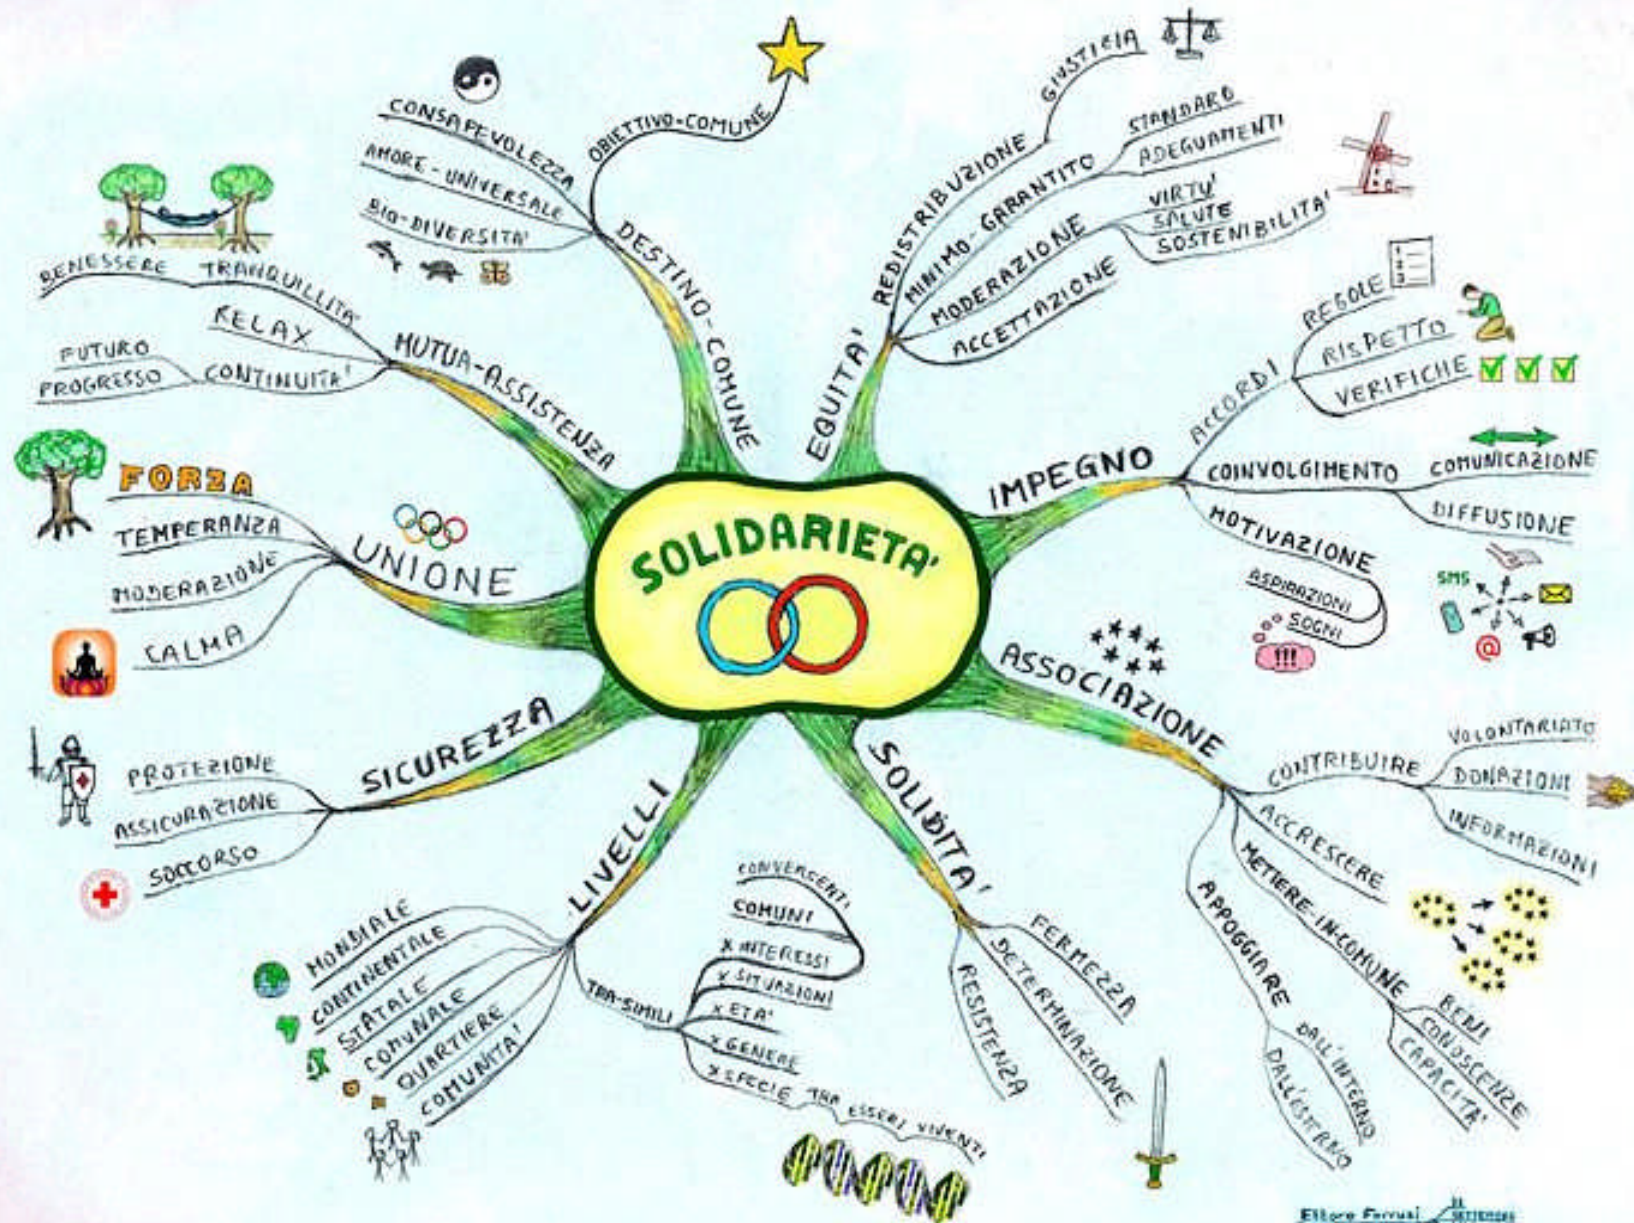 SOLIDARIETA'
EQUITA'
REDISTRIBUZIONE
GIUSTIZIA
MINIMO-GARANTITO
STANDARD
ADEGUAMENTI
MODERAZIONE
VIRTU'
SALUTE
SOSTENIBILITA'
ACCETTAZIONE
IMPEGNO
ACCORDI
REGOLE
1
2
3
RISPETTO
VERIFICHE
COINVOLGIMENTO
COMUNICAZIONE
DIFFUSIONE
SMS
@
MOTIVAZIONE
ASPIRAZIONI
SOGNI
!!!
ASSOCIAZIONE
CONTRIBUIRE
VOLONTARIATO
DONAZIONI
INFORMAZIONI
ACCRESCERE
METTERE-IN-COMUNE
BENI
CONOSCENZE
CAPACITA'
APPOGGIARE
DALL'INTERNO
DALL'ESTERNO
SOLIDITA'
FERMEZZA
DETERMINAZIONE
RESISTENZA
LIVELLI
MONDIALE
CONTINENTALE
STATALE
COMUNALE
QUARTIERE
COMUNITA'
TRA-SIMILI
CONVERGENTI
COMUNI
X INTERESSI
X SITUAZIONI
X ETA'
X GENERE
X SPECIE
TRA ESSERI VIVENTI
SICUREZZA
PROTEZIONE
ASSICURAZIONE
SOCCORSO
UNIONE
FORZA
TEMPERANZA
MODERAZIONE
CALMA
MUTUA-ASSISTENZA
TRANQUILLITA'
BENESSERE
RELAX
CONTINUITA'
FUTURO
PROGRESSO
DESTINO-COMUNE
OBIETTIVO-COMUNE
CONSAPEVOLEZZA
AMORE-UNIVERSALE
BIO-DIVERSITA'